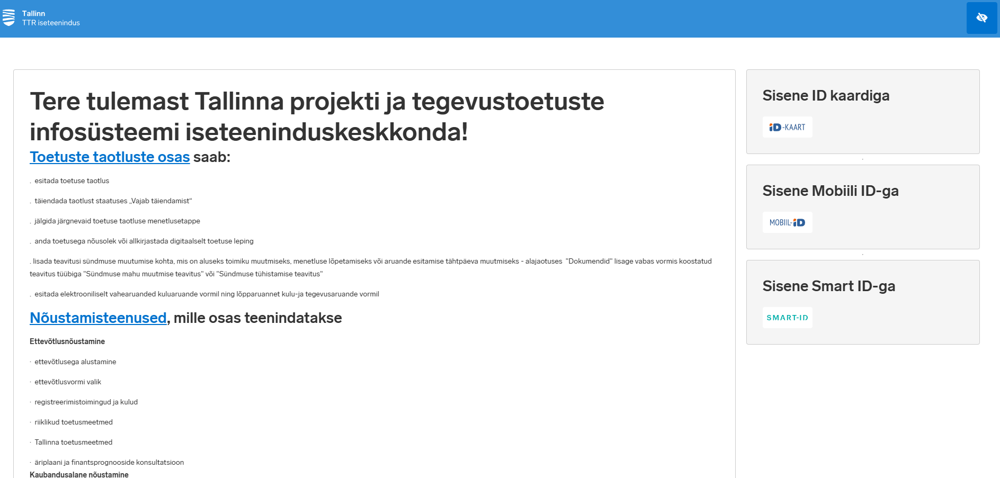 Tallinn
TTR iseteenindus
Tere tulemast Tallinna projekti ja tegevustoetuste
infosüsteemi iseteeninduskeskkonda!
Toetuste taotluste osas saab:
. esitada toetuse taotlus
. täiendada taotlust staatuses „Vajab täiendamist“
. jälgida järgnevaid toetuse taotluse menetlusetappe
. anda toetusega nõusolek või allkirjastada digitaalselt toetuse leping
. lisada teavitusi sündmuse muutumise kohta, mis on aluseks toimiku muutmiseks, menetluse lõpetamiseks või aruande esitamise tähtpäeva muutmiseks - alajaotuses "Dokumendid" lisage vabas vormis koostatud
teavitus tüübiga "Sündmuse mahu muutmise teavitus" või "Sündmuse tühistamise teavitus"
. esitada elektrooniliselt vahearuanded kuluaruande vormil ning lõpparuannet kulu-ja tegevusaruande vormil
Nõustamisteenused, mille osas teenindatakse
Ettevõtlusnõustamine
· ettevõtlusega alustamine
· ettevõtlusvormi valik
· registreerimistoimingud ja kulud
· riiklikud toetusmeetmed
· Tallinna toetusmeetmed
· äriplaani ja finantsprognooside konsultatsioon
Kaubandusalane nõustamine
Sisene ID kaardiga
iD-KAART
.
Sisene Mobiili ID-ga
MOBIIL-iD
.
Sisene Smart ID-ga
SMART-ID